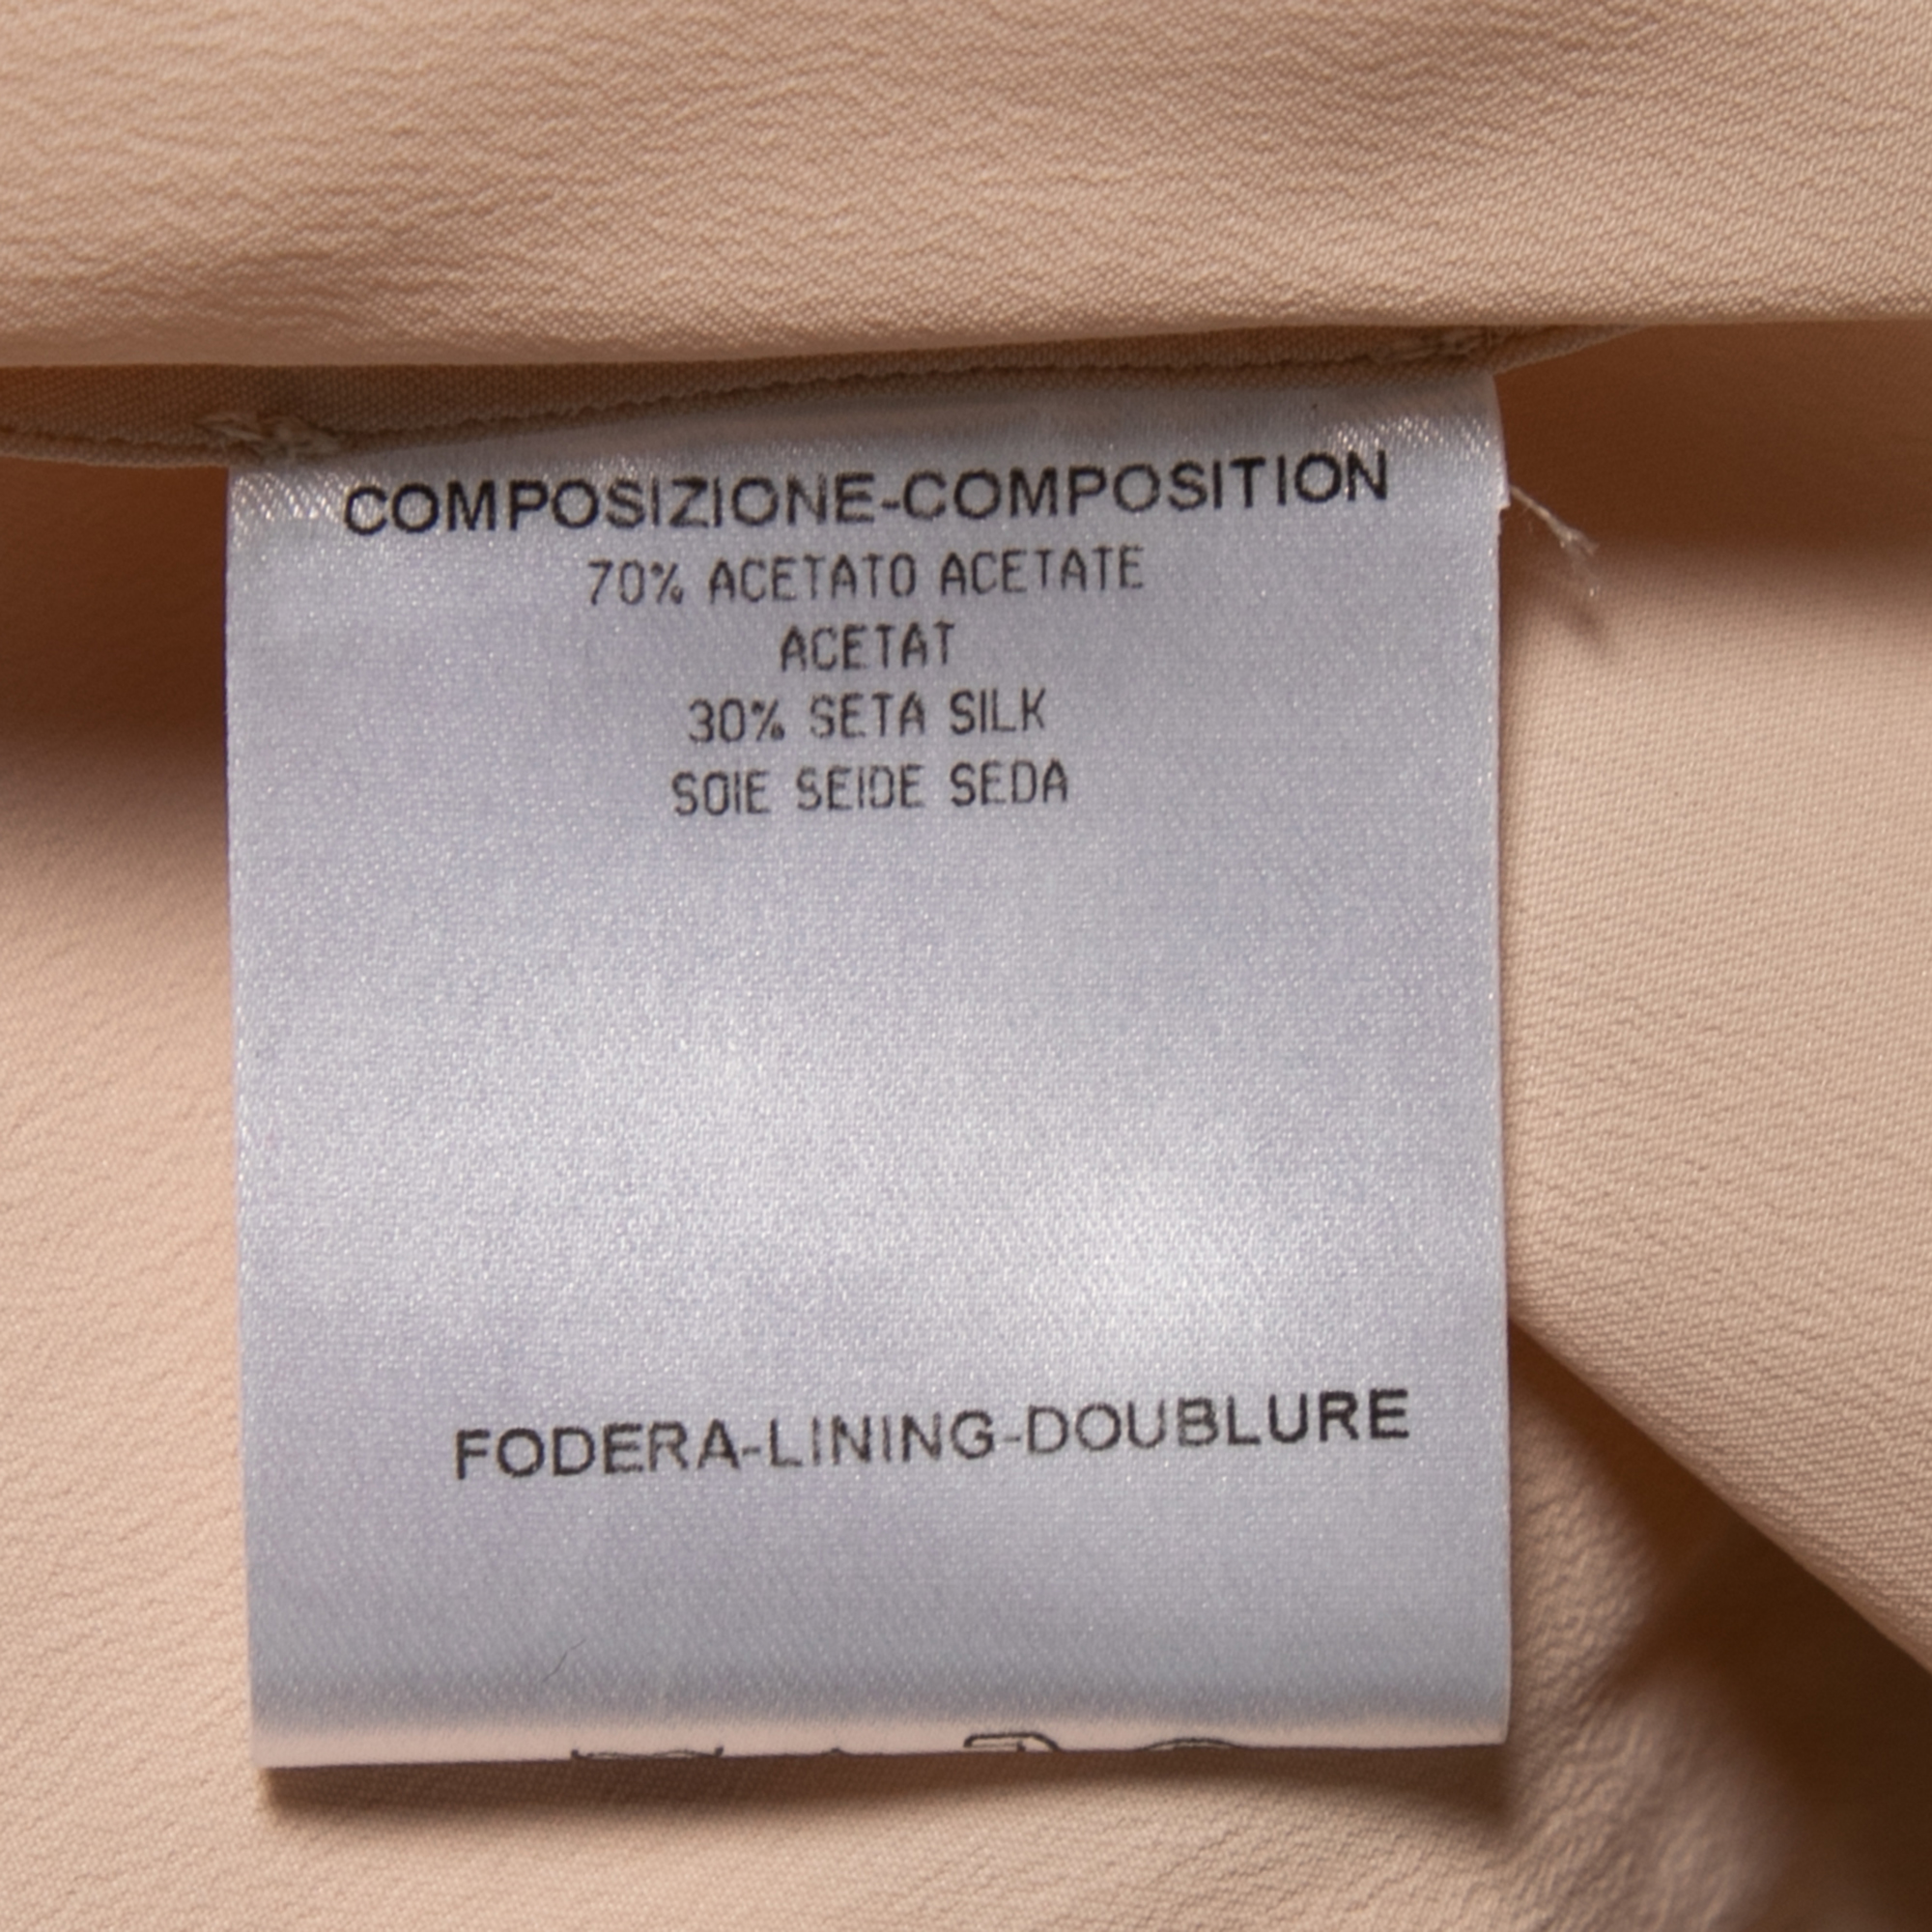 COMPOSIZIONE-COMPOSITION
70% ACETATO ACETATE
ACETAT
30% SETA SILK
SOIE SEIDE SEDA
FODERA-LINING-DOUBLURE